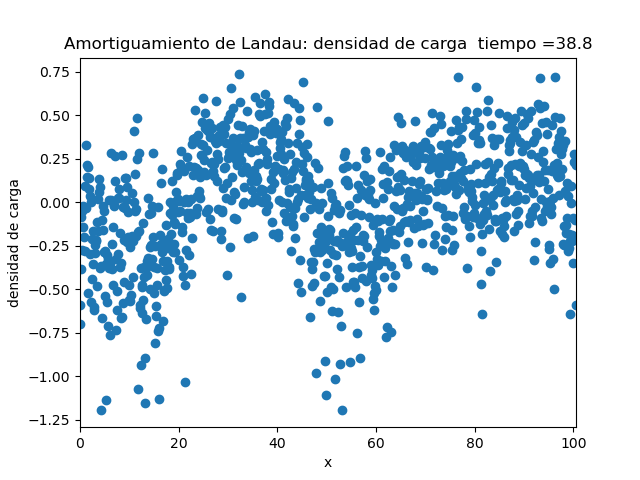 Amortiguamiento de Landau: densidad de carga  tiempo =38.8
0.75
0.50
0.25
0.00
−0.25
−0.50
−0.75
−1.00
−1.25
densidad de carga
0 20 40 60 80 100
x